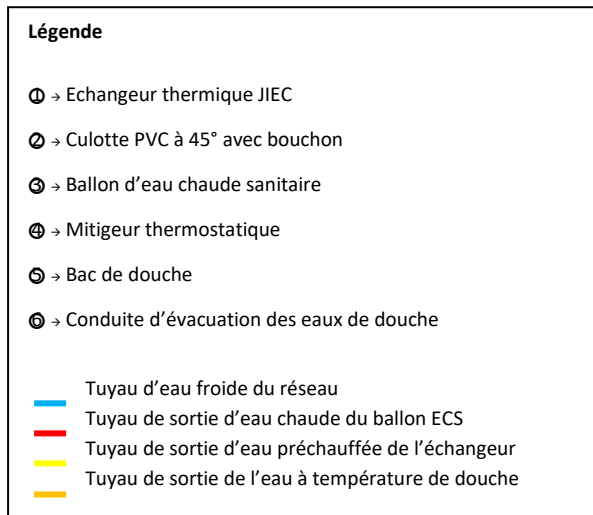 Légende
① → Echangeur thermique JIEC
② → Culotte PVC à 45° avec bouchon
③ → Ballon d’eau chaude sanitaire
④ → Mitigeur thermostatique
⑤ → Bac de douche
⑥ → Conduite d’évacuation des eaux de douche
Tuyau d’eau froide du réseau
Tuyau de sortie d’eau chaude du ballon ECS
Tuyau de sortie d’eau préchauffée de l’échangeur
Tuyau de sortie de l’eau à température de douche